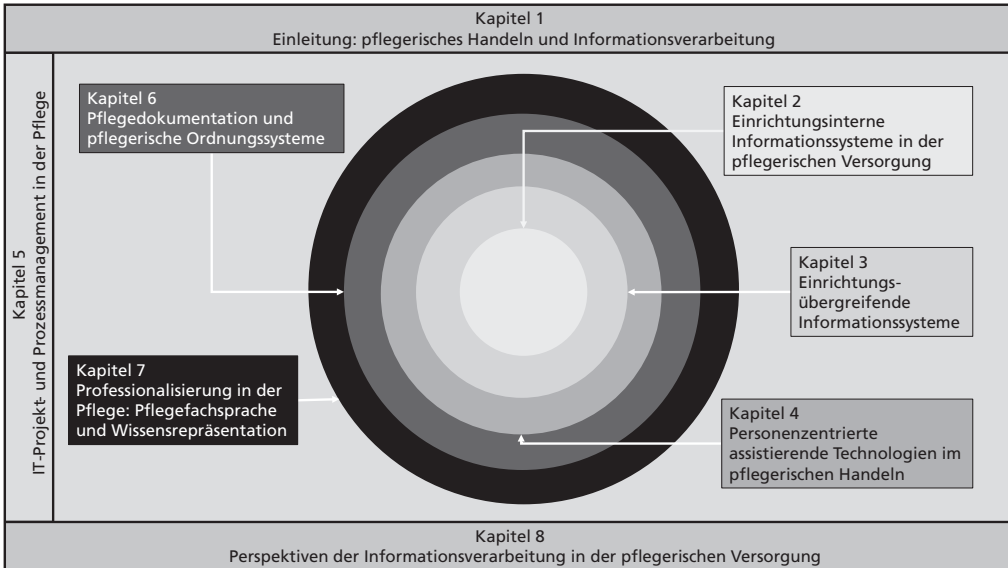 Kapitel 1
Einleitung: pflegerisches Handeln und Informationsverarbeitung
Kapitel 5
IT-Projekt- und Prozessmanagement in der Pflege
Kapitel 6
Pflegedokumentation und
pflegerische Ordnungssysteme
Kapitel 2
Einrichtungsinterne
Informationssysteme in der
pflegerischen Versorgung
Kapitel 3
Einrichtungs-
übergreifende
Informationssysteme
Kapitel 7
Professionalisierung in der
Pflege: Pflegefachsprache
und Wissensrepräsentation
Kapitel 4
Personenzentrierte
assistierende Technologien im
pflegerischen Handeln
Kapitel 8
Perspektiven der Informationsverarbeitung in der pflegerischen Versorgung